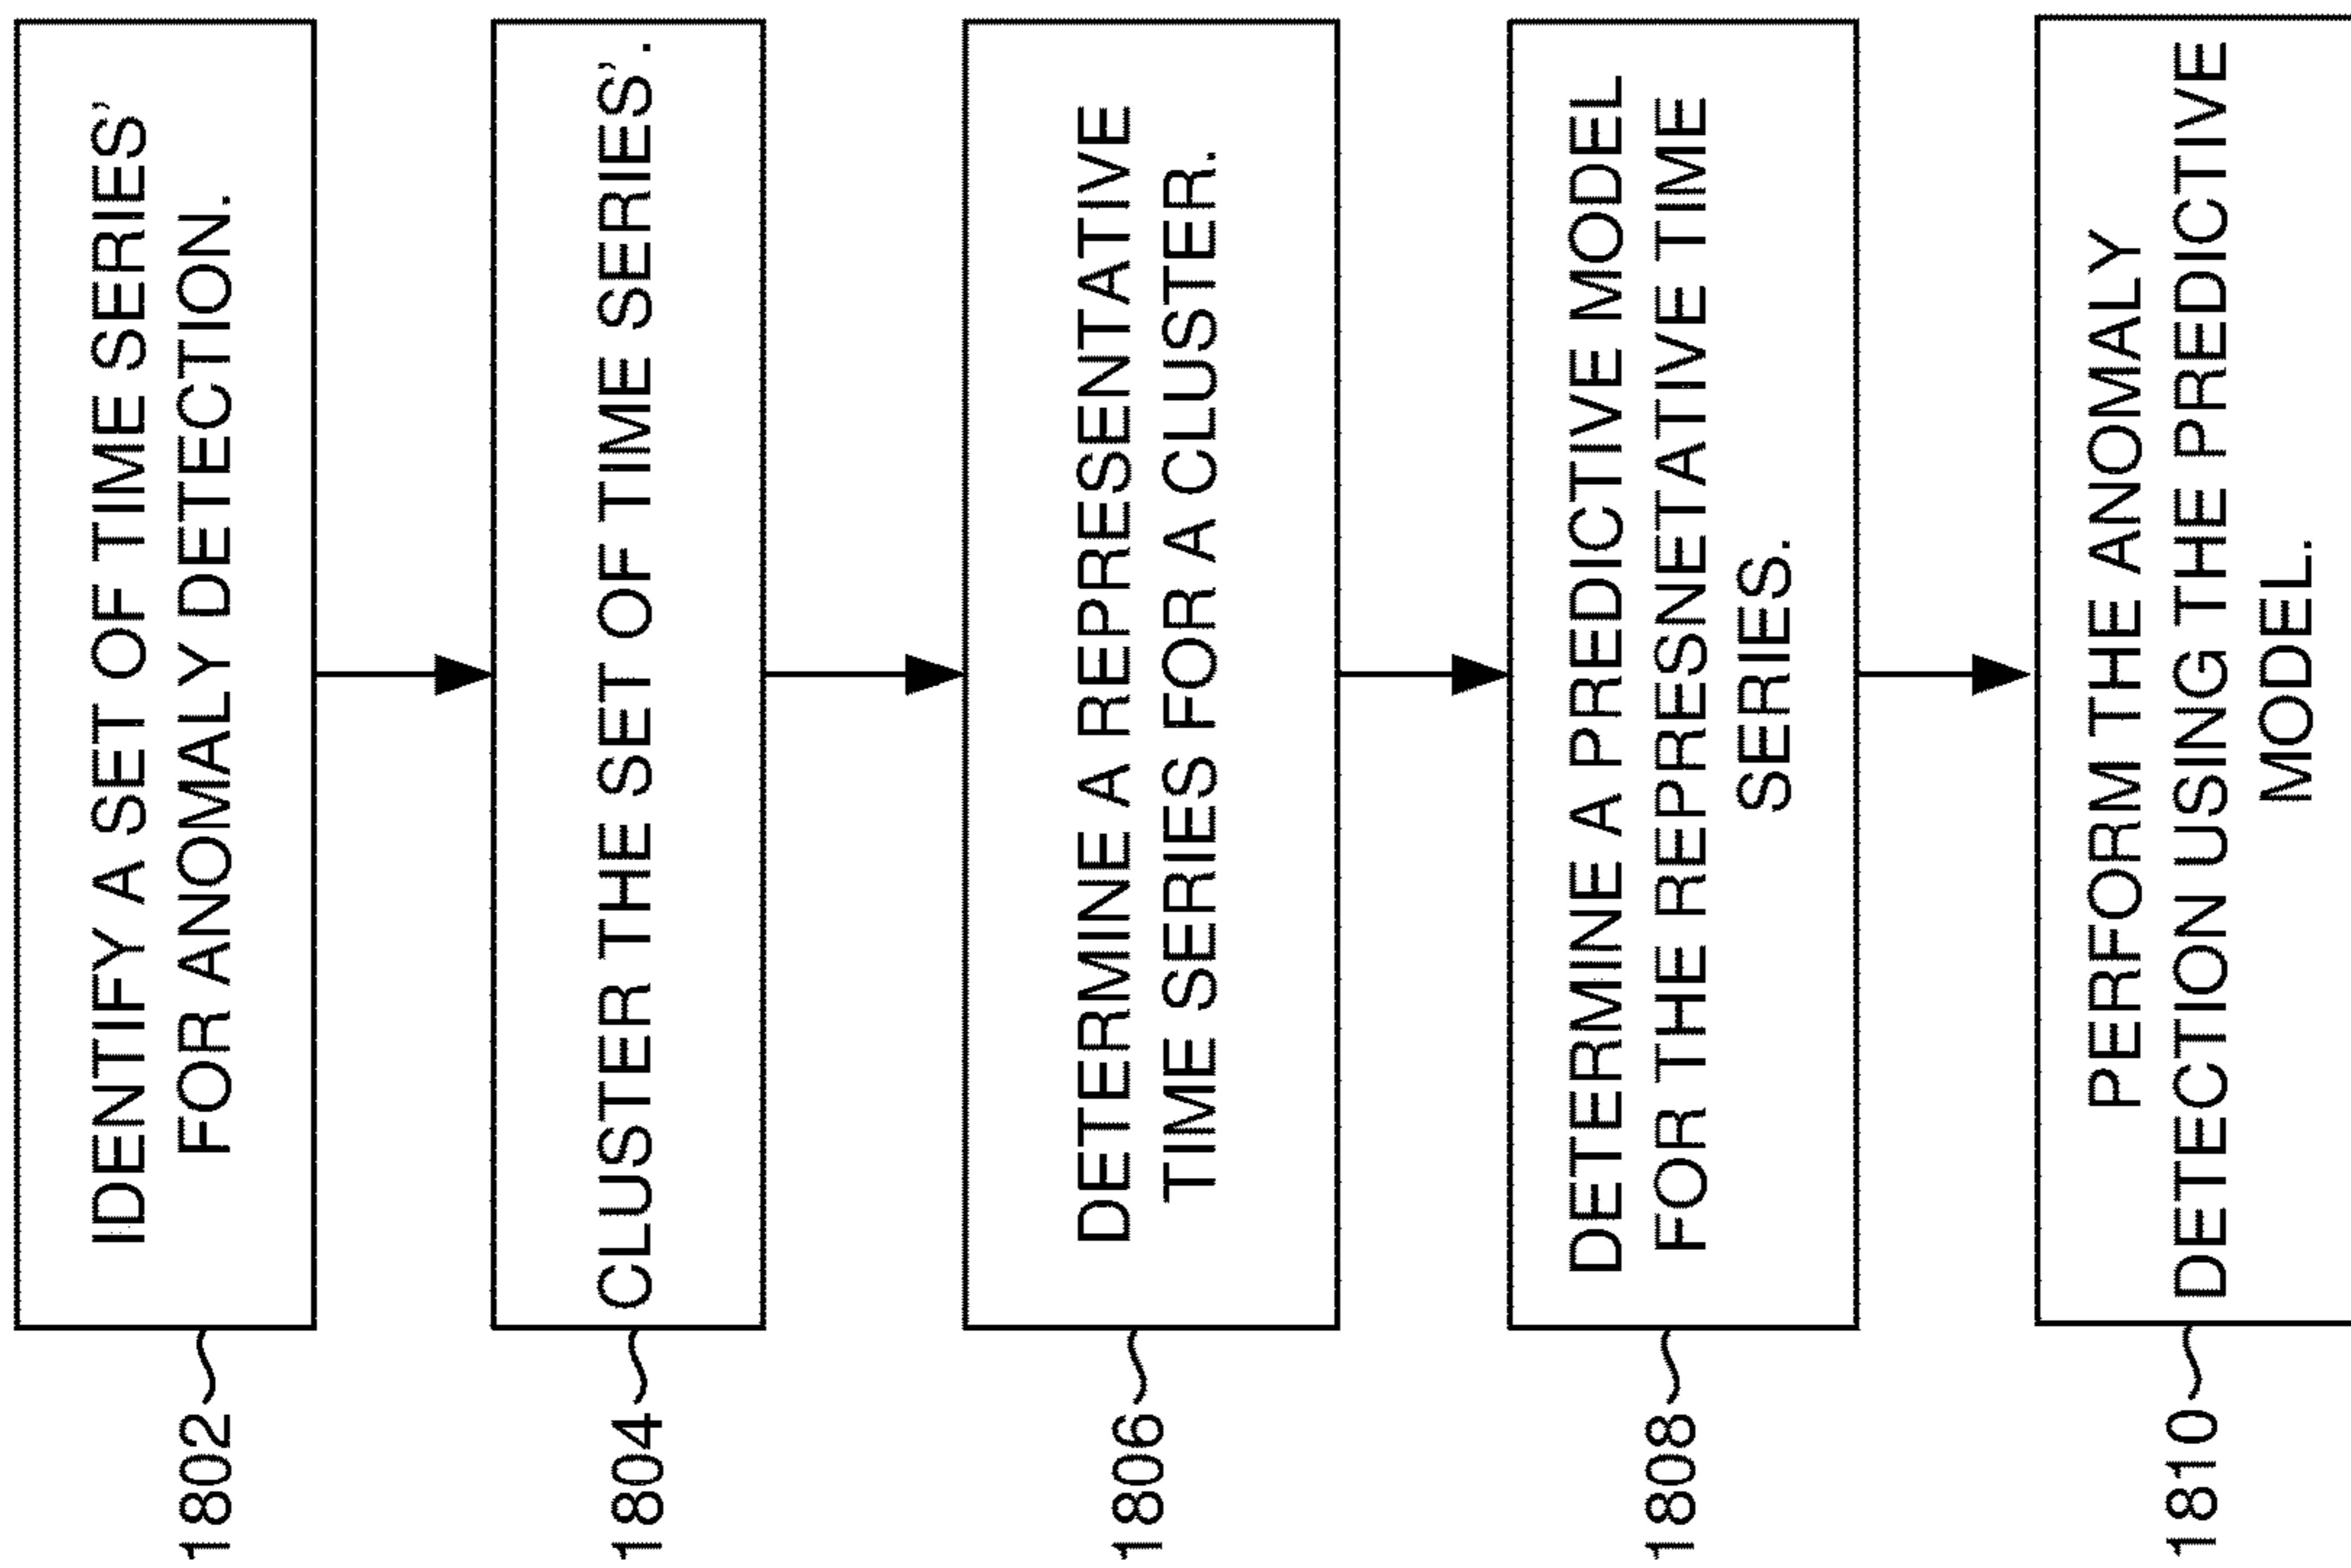 IDENTIFY A SET OF TIME SERIES'
FOR ANOMALY DETECTION.
1802
CLUSTER THE SET OF TIME SERIES'.
1804
DETERMINE A REPRESENTATIVE
TIME SERIES FOR A CLUSTER.
1806
DETERMINE A PREDICTIVE MODEL
FOR THE REPRESNETATIVE TIME
SERIES.
1808
PERFORM THE ANOMALY
DETECTION USING THE PREDICTIVE
MODEL.
1810